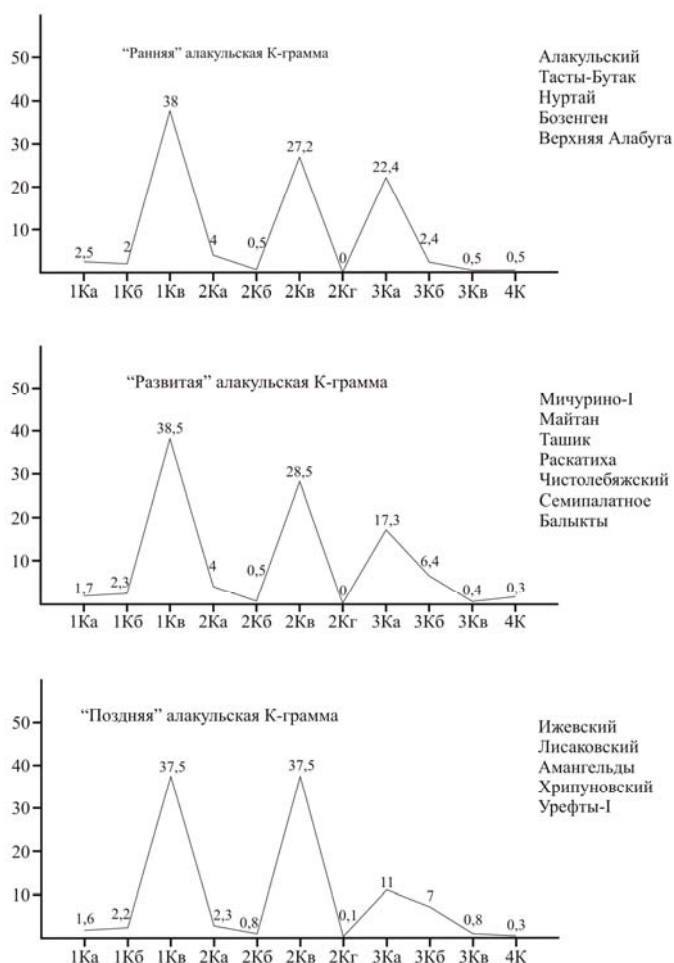 “Ранняя” алакульская К-грамма
50
40
30
20
10
2,5 2 38 4 0,5 27,2 0 22,4 2,4 0,5 0,5
1Ка 1Кб 1Кв 2Ка 2Кб 2Кв 2Кг 3Ка 3Кб 3Кв 4К
Алакульский
Тасты-Бутак
Нуртай
Бозенген
Верхняя Алабуга
“Развитая” алакульская К-грамма
50
40
30
20
10
1,7 2,3 38,5 4 0,5 28,5 0 17,3 6,4 0,4 0,3
1Ка 1Кб 1Кв 2Ка 2Кб 2Кв 2Кг 3Ка 3Кб 3Кв 4К
Мичурино-I
Майтан
Ташик
Раскатиха
Чистолебяжский
Семипалатное
Балыкты
“Поздняя” алакульская К-грамма
50
40
30
20
10
1,6 2,2 37,5 2,3 0,8 37,5 0,1 11 7 0,8 0,3
1Ка 1Кб 1Кв 2Ка 2Кб 2Кв 2Кг 3Ка 3Кб 3Кв 4К
Ижевский
Лисаковский
Амангельды
Хрипуновский
Урефты-I